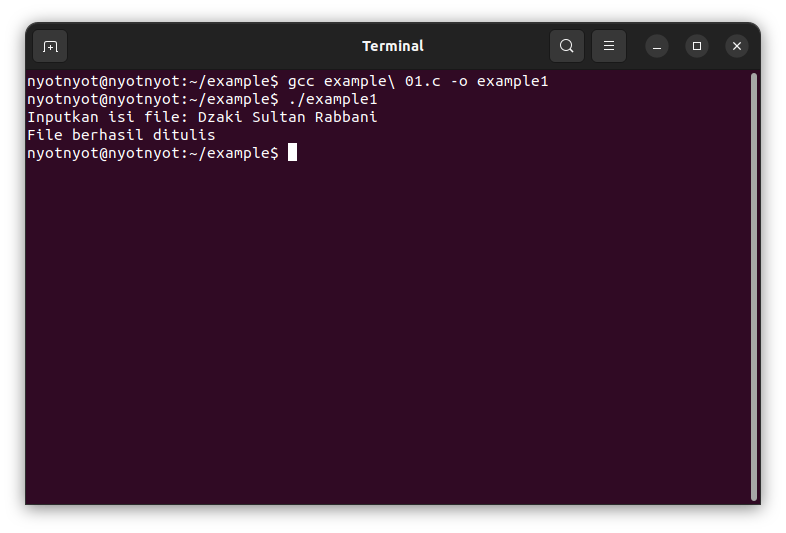 Terminal
nyotnyot@nyotnyot:~/example$ gcc example\ 01.c -o example1
nyotnyot@nyotnyot:~/example$ ./example1
Inputkan isi file: Dzaki Sultan Rabbani
File berhasil ditulis
nyotnyot@nyotnyot:~/example$